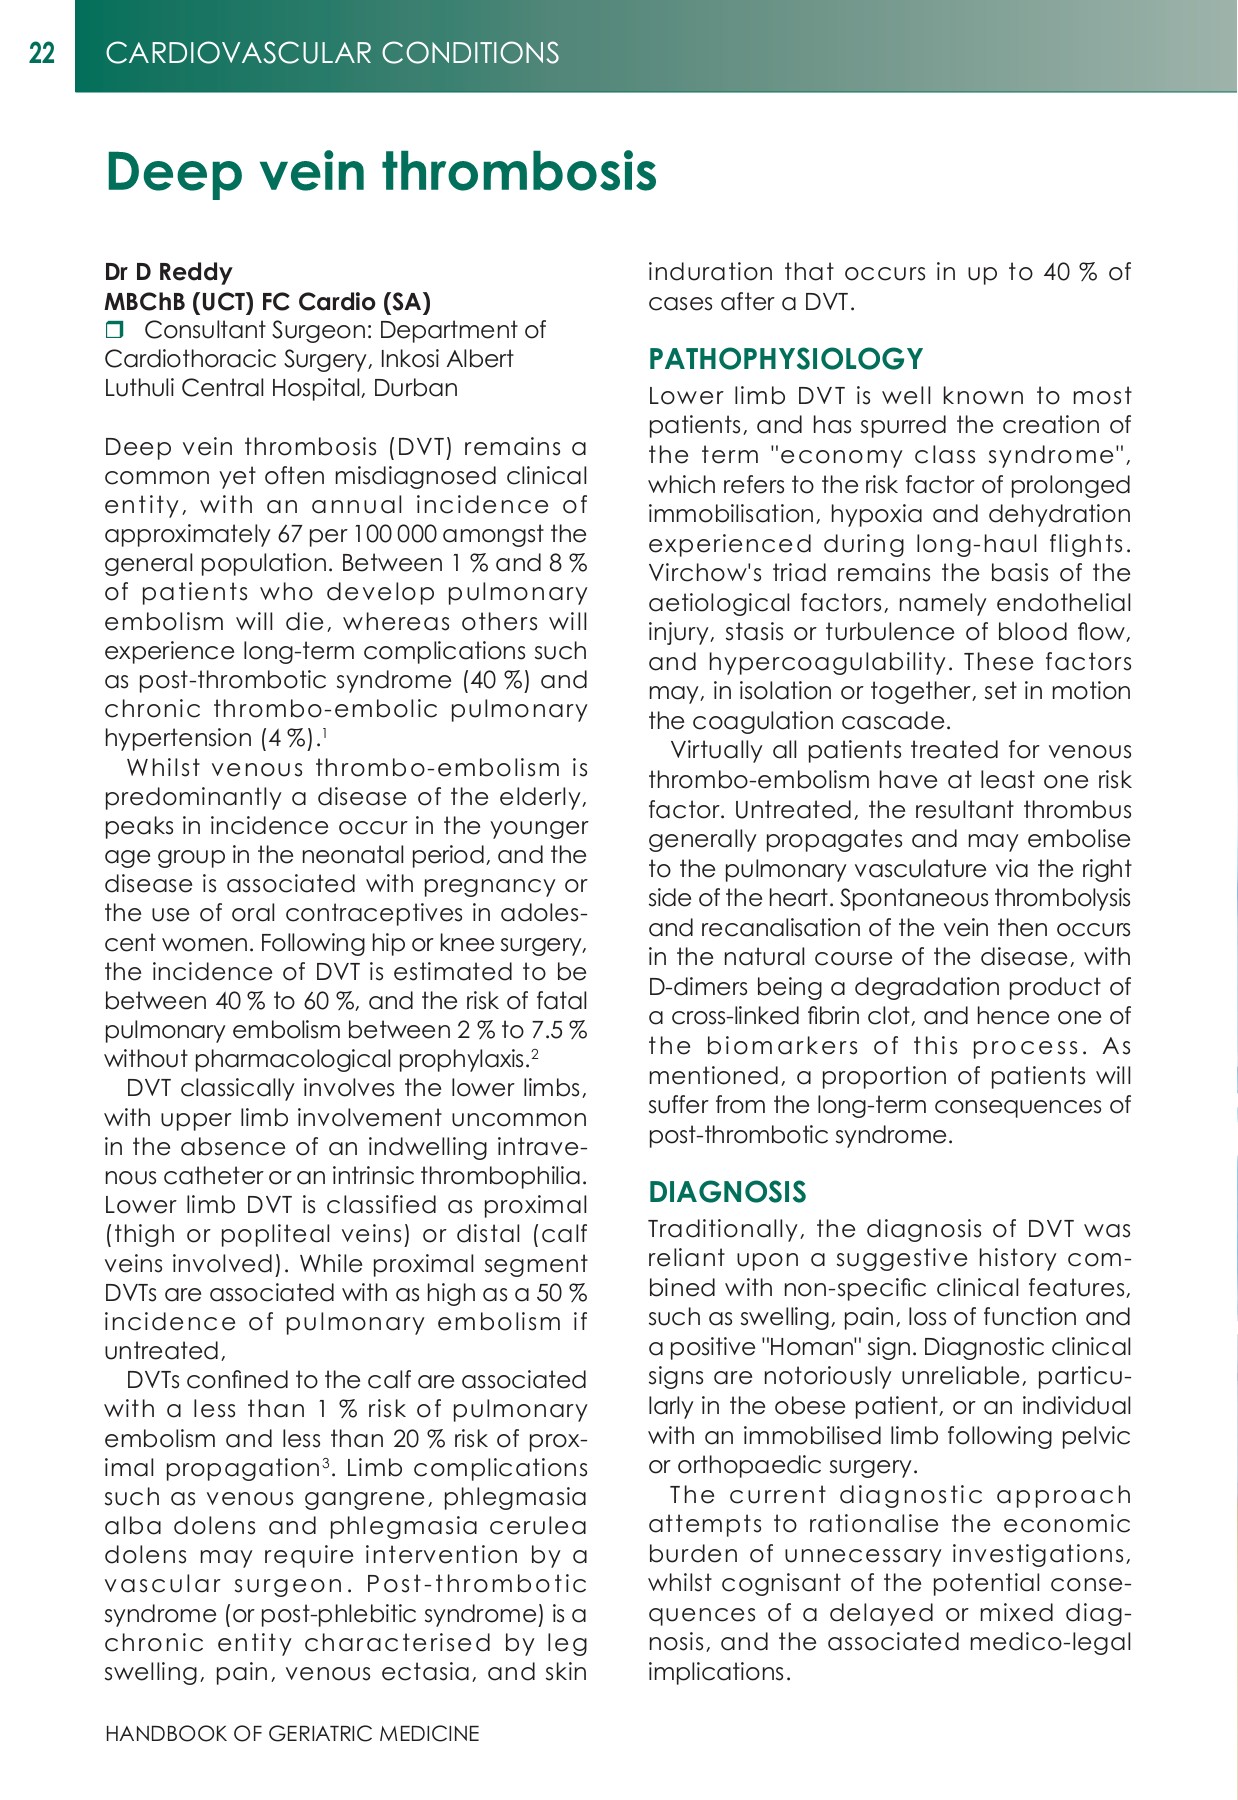 22
CARDIOVASCULAR CONDITIONS
Deep vein thrombosis
Dr D Reddy
MBChB (UCT) FC Cardio (SA)
❒ Consultant Surgeon: Department of
Cardiothoracic Surgery, Inkosi Albert
Luthuli Central Hospital, Durban
Deep vein thrombosis (DVT) remains a
common yet often misdiagnosed clinical
entity, with an annual incidence of
approximately 67 per 100 000 amongst the
general population. Between 1 % and 8 %
of patients who develop pulmonary
embolism will die, whereas others will
experience long-term complications such
as post-thrombotic syndrome (40 %) and
chronic thrombo-embolic pulmonary
hypertension (4 %).¹
Whilst venous thrombo-embolism is
predominantly a disease of the elderly,
peaks in incidence occur in the younger
age group in the neonatal period, and the
disease is associated with pregnancy or
the use of oral contraceptives in adoles-
cent women. Following hip or knee surgery,
the incidence of DVT is estimated to be
between 40 % to 60 %, and the risk of fatal
pulmonary embolism between 2 % to 7.5 %
without pharmacological prophylaxis.²
DVT classically involves the lower limbs,
with upper limb involvement uncommon
in the absence of an indwelling intrave-
nous catheter or an intrinsic thrombophilia.
Lower limb DVT is classified as proximal
(thigh or popliteal veins) or distal (calf
veins involved). While proximal segment
DVTs are associated with as high as a 50 %
incidence of pulmonary embolism if
untreated,
DVTs confined to the calf are associated
with a less than 1 % risk of pulmonary
embolism and less than 20 % risk of prox-
imal propagation³. Limb complications
such as venous gangrene, phlegmasia
alba dolens and phlegmasia cerulea
dolens may require intervention by a
vascular surgeon. Post-thrombotic
syndrome (or post-phlebitic syndrome) is a
chronic entity characterised by leg
swelling, pain, venous ectasia, and skin
induration that occurs in up to 40 % of
cases after a DVT.
PATHOPHYSIOLOGY
Lower limb DVT is well known to most
patients, and has spurred the creation of
the term "economy class syndrome",
which refers to the risk factor of prolonged
immobilisation, hypoxia and dehydration
experienced during long-haul flights.
Virchow's triad remains the basis of the
aetiological factors, namely endothelial
injury, stasis or turbulence of blood flow,
and hypercoagulability. These factors
may, in isolation or together, set in motion
the coagulation cascade.
Virtually all patients treated for venous
thrombo-embolism have at least one risk
factor. Untreated, the resultant thrombus
generally propagates and may embolise
to the pulmonary vasculature via the right
side of the heart. Spontaneous thrombolysis
and recanalisation of the vein then occurs
in the natural course of the disease, with
D-dimers being a degradation product of
a cross-linked fibrin clot, and hence one of
the biomarkers of this process. As
mentioned, a proportion of patients will
suffer from the long-term consequences of
post-thrombotic syndrome.
DIAGNOSIS
Traditionally, the diagnosis of DVT was
reliant upon a suggestive history com-
bined with non-specific clinical features,
such as swelling, pain, loss of function and
a positive "Homan" sign. Diagnostic clinical
signs are notoriously unreliable, particu-
larly in the obese patient, or an individual
with an immobilised limb following pelvic
or orthopaedic surgery.
The current diagnostic approach
attempts to rationalise the economic
burden of unnecessary investigations,
whilst cognisant of the potential conse-
quences of a delayed or mixed diag-
nosis, and the associated medico-legal
implications.
HANDBOOK OF GERIATRIC MEDICINE